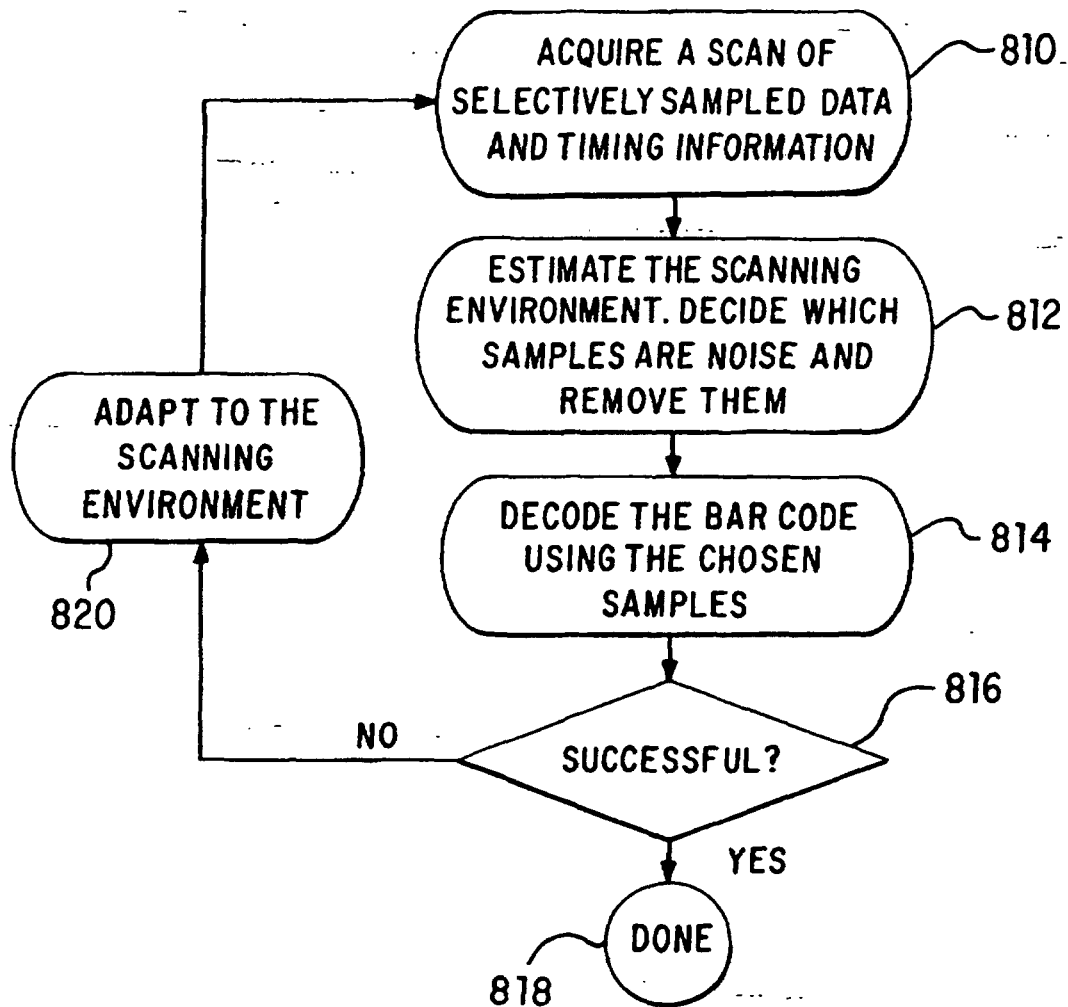 ACQUIRE A SCAN OF
SELECTIVELY SAMPLED DATA
AND TIMING INFORMATION
810
ESTIMATE THE SCANNING
ENVIRONMENT. DECIDE WHICH
SAMPLES ARE NOISE AND
REMOVE THEM
812
ADAPT TO THE
SCANNING
ENVIRONMENT
820
DECODE THE BAR CODE
USING THE CHOSEN
SAMPLES
814
816
NO
SUCCESSFUL?
YES
DONE
818